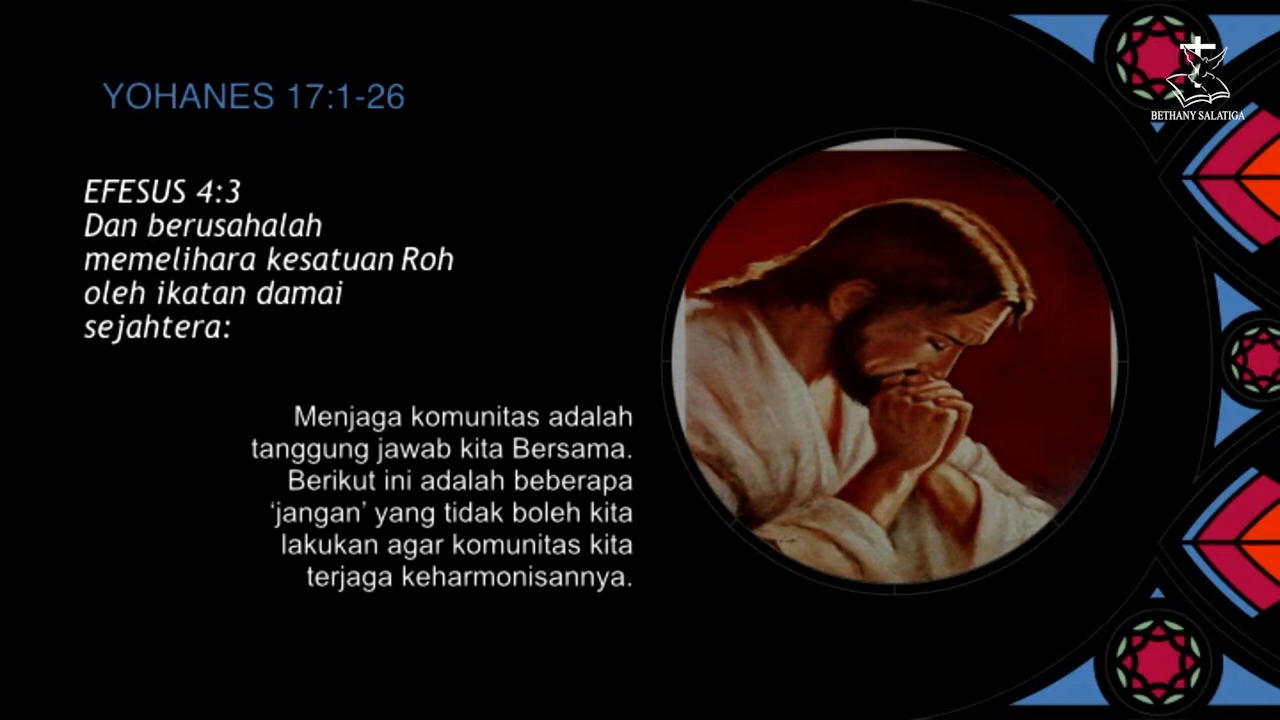 YOHANES 17:1-26
BETHANY SALATIGA
EFESUS 4:3
Dan berusahalah
memelihara kesatuan Roh
oleh ikatan damai
sejahtera:
Menjaga komunitas adalah
tanggung jawab kita Bersama.
Berikut ini adalah beberapa
‘jangan’ yang tidak boleh kita
lakukan agar komunitas kita
terjaga keharmonisannya.